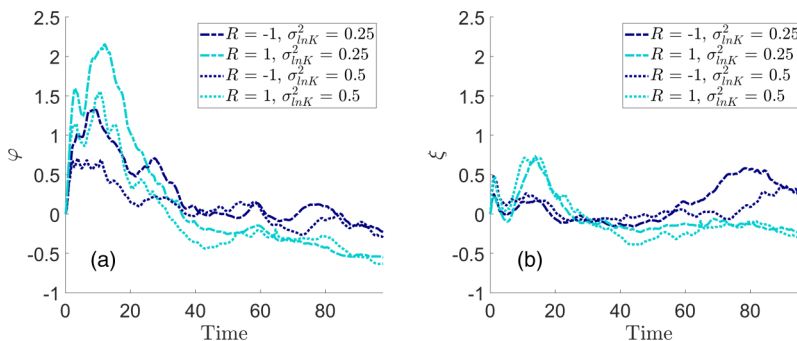 2.5
2
1.5
1
0.5
0
-0.5
-1
φ
0
20
40
60
80
Time
(a)
R = -1, σ²lnK = 0.25
R = 1, σ²lnK = 0.25
R = -1, σ²lnK = 0.5
R = 1, σ²lnK = 0.5
2.5
2
1.5
1
0.5
0
-0.5
-1
ξ
0
20
40
60
80
Time
(b)
R = -1, σ²lnK = 0.25
R = 1, σ²lnK = 0.25
R = -1, σ²lnK = 0.5
R = 1, σ²lnK = 0.5